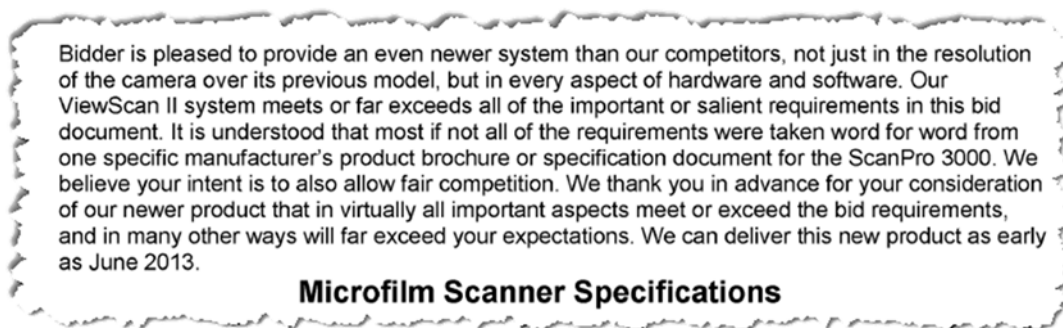 Bidder is pleased to provide an even newer system than our competitors, not just in the resolution
of the camera over its previous model, but in every aspect of hardware and software. Our
ViewScan II system meets or far exceeds all of the important or salient requirements in this bid
document. It is understood that most if not all of the requirements were taken word for word from
one specific manufacturer's product brochure or specification document for the ScanPro 3000. We
believe your intent is to also allow fair competition. We thank you in advance for your consideration
of our newer product that in virtually all important aspects meet or exceed the bid requirements,
and in many other ways will far exceed your expectations. We can deliver this new product as early
as June 2013.
Microfilm Scanner Specifications